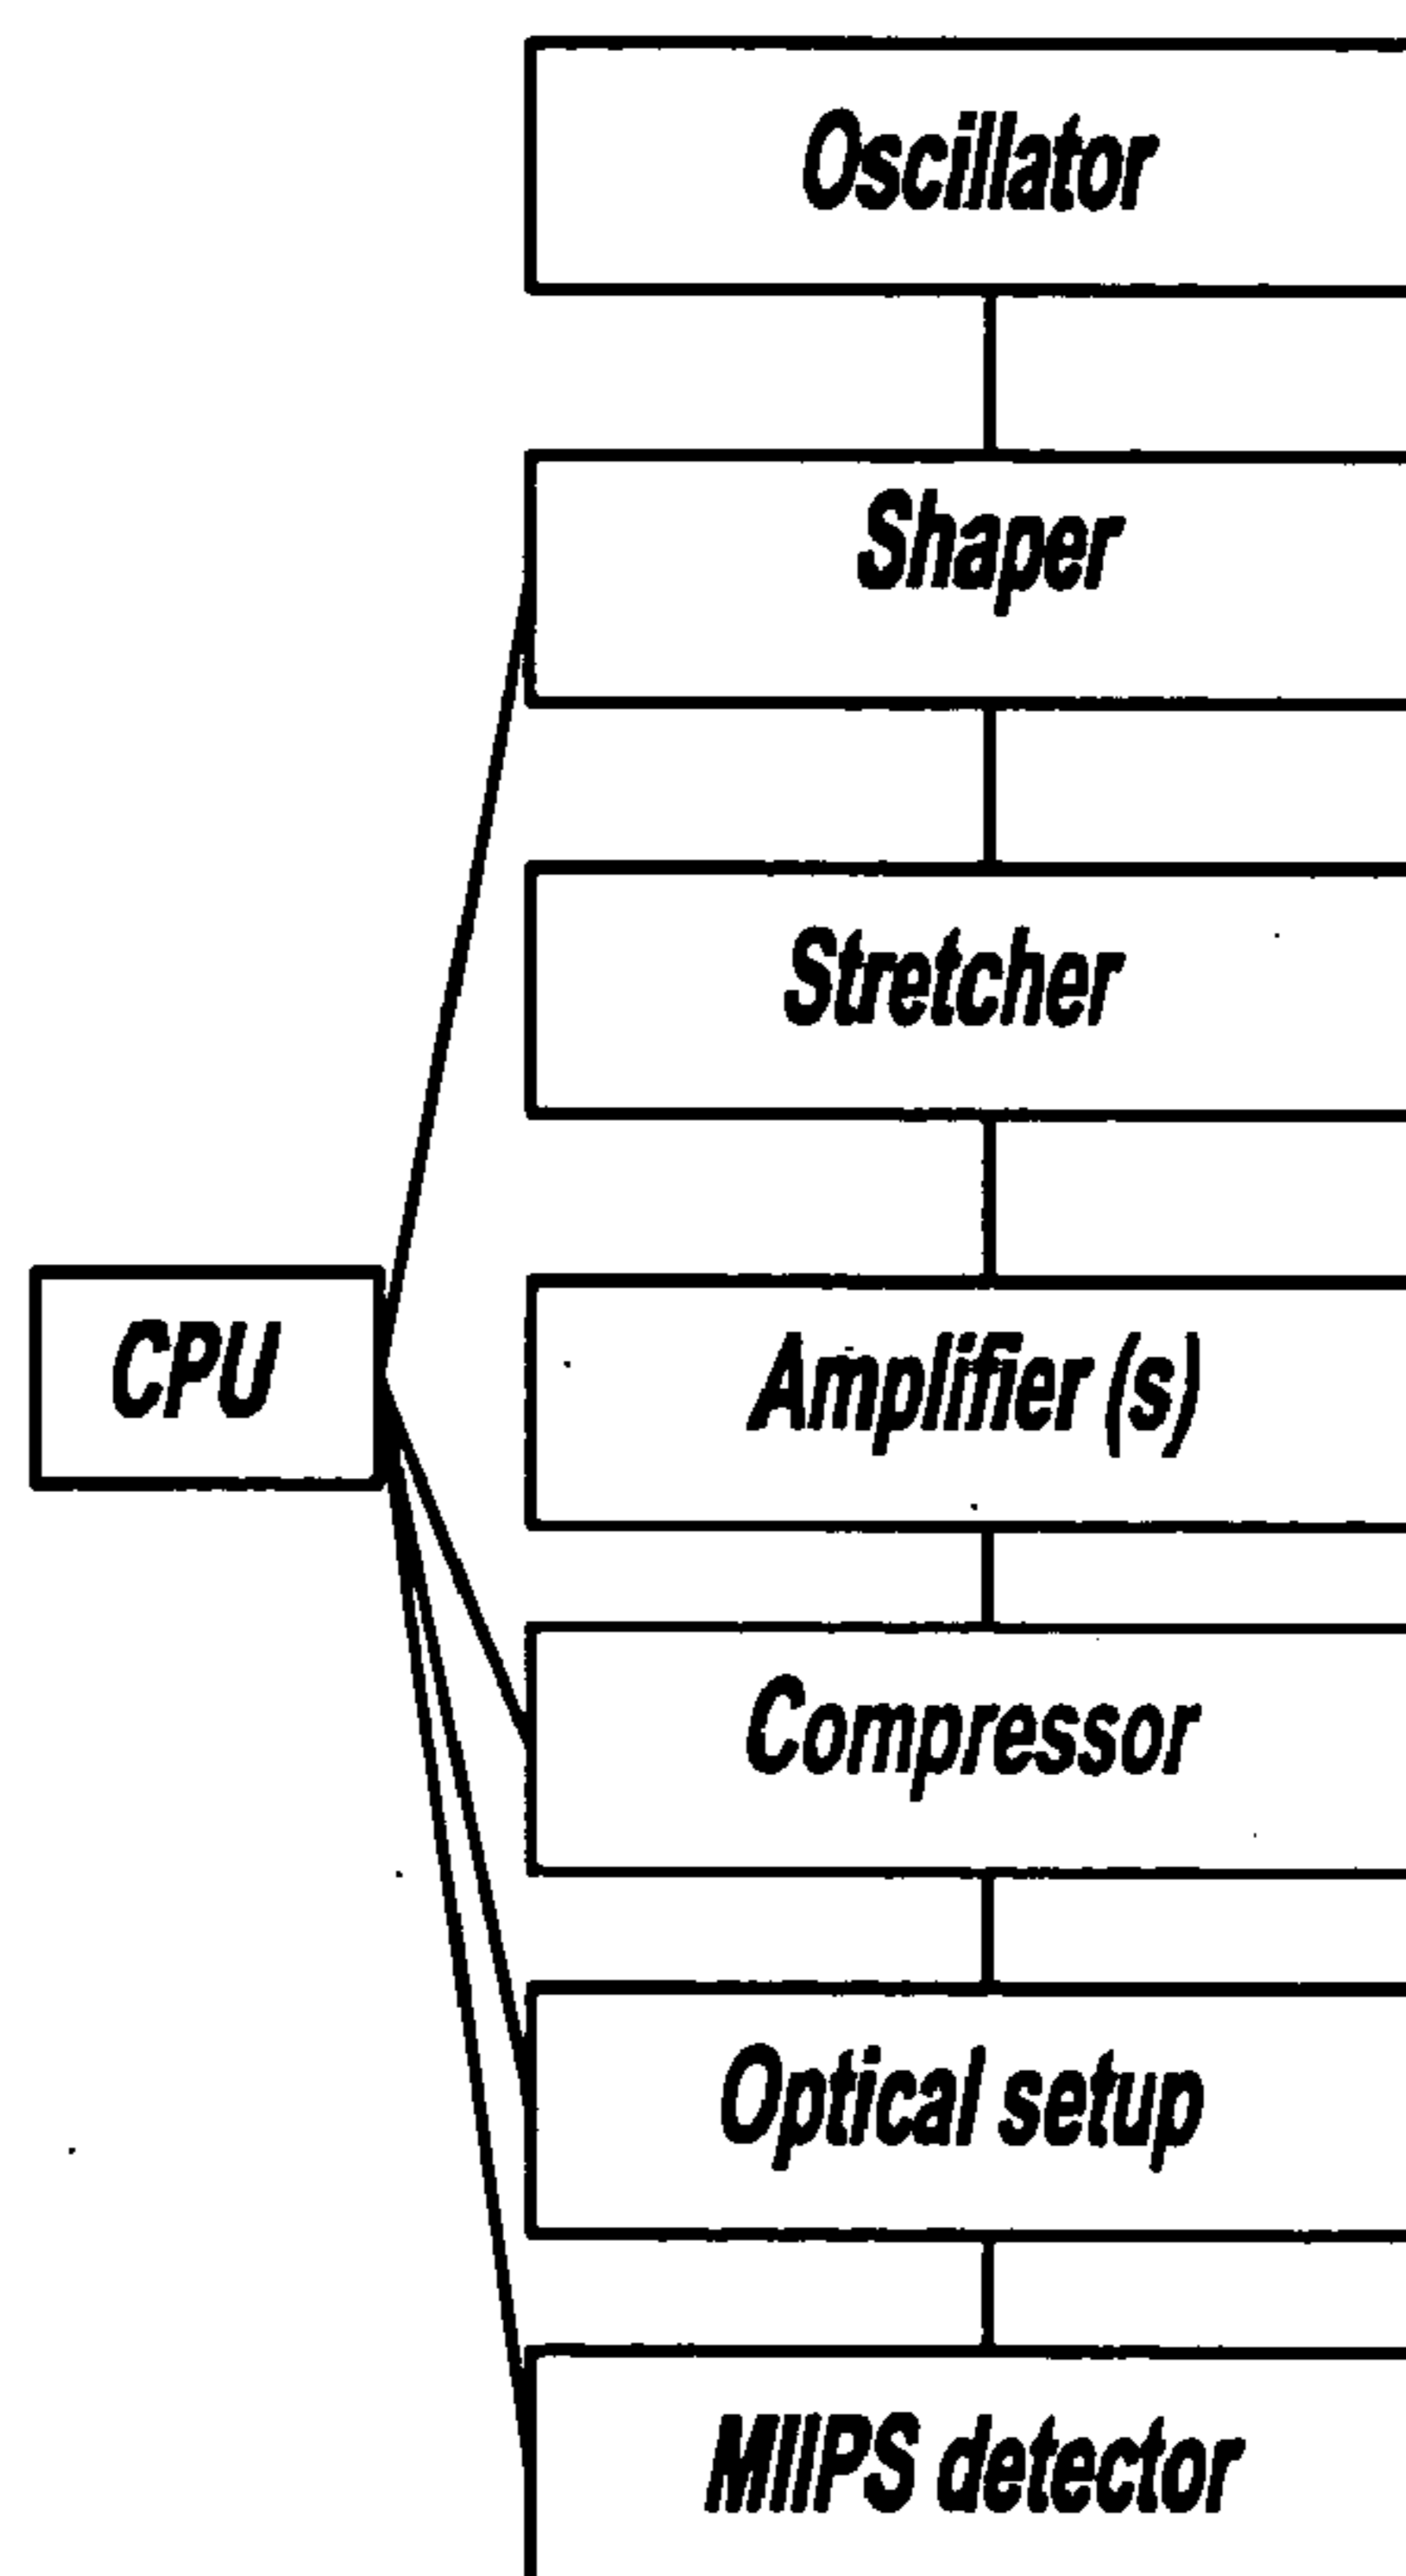 Oscillator
Shaper
Stretcher
CPU
Amplifier (s)
Compressor
Optical setup
MIIPS detector